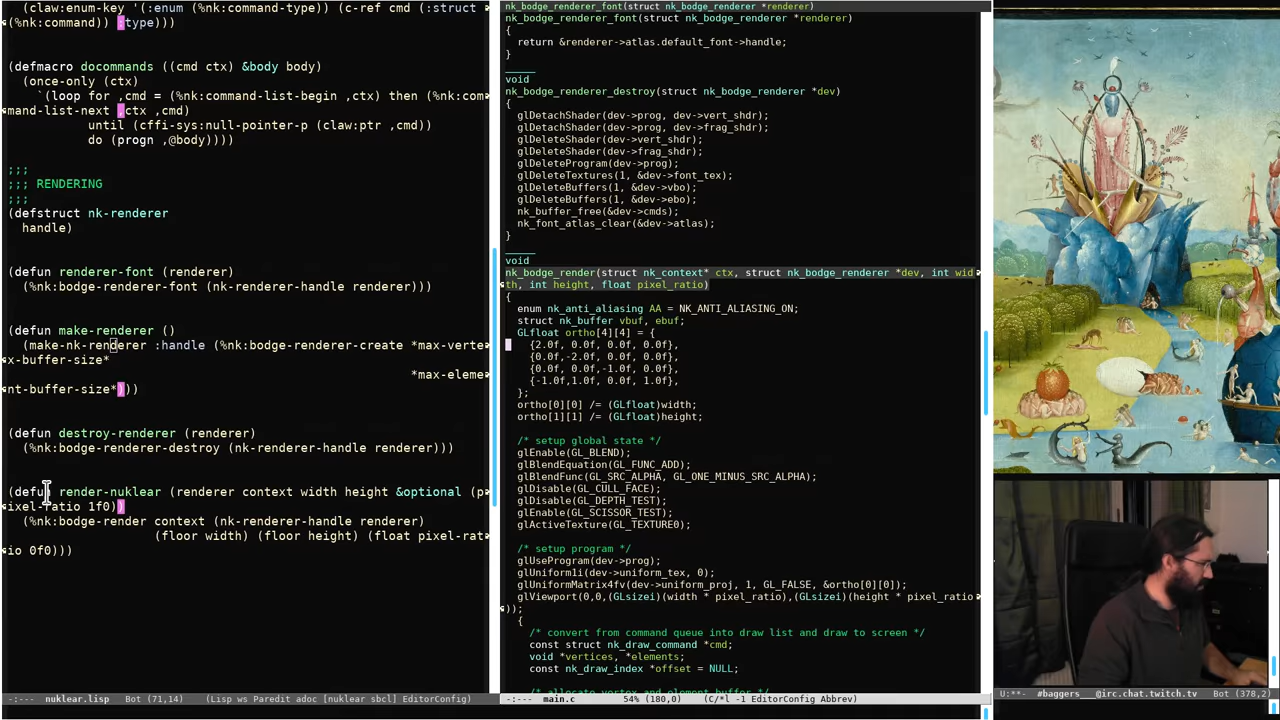 (claw:enum-key '(:enum (%nk:command-type)) (c-ref cmd (:struct
(%nk:command)) :type)))
(defmacro docommands ((cmd ctx) &body body)
(once-only (ctx)
`(loop for ,cmd = (%nk:command-list-begin ,ctx) then (%nk:com
mand-list-next ,ctx ,cmd)
until (cffi-sys:null-pointer-p (claw:ptr ,cmd))
do (progn ,@body))))
;;;
;;; RENDERING
;;;
(defstruct nk-renderer
handle)
(defun renderer-font (renderer)
(%nk:bodge-renderer-font (nk-renderer-handle renderer)))
(defun make-renderer ()
(make-nk-renderer :handle (%nk:bodge-renderer-create *max-verte
x-buffer-size*
*max-eleme
nt-buffer-size*)))
(defun destroy-renderer (renderer)
(%nk:bodge-renderer-destroy (nk-renderer-handle renderer)))
(defun render-nuklear (renderer context width height &optional (p
ixel-ratio 1f0))
(%nk:bodge-render context (nk-renderer-handle renderer)
(floor width) (floor height) (float pixel-rat
io 0f0)))
-:--- nuklear.lisp Bot (71,14) (Lisp ws Paredit adoc [nuklear sbcl] EditorConfig)
nk_bodge_renderer_font(struct nk_bodge_renderer *renderer)
nk_bodge_renderer_font(struct nk_bodge_renderer *renderer)
{
return &renderer->atlas.default_font->handle;
}
void
nk_bodge_renderer_destroy(struct nk_bodge_renderer *dev)
{
glDetachShader(dev->prog, dev->vert_shdr);
glDetachShader(dev->prog, dev->frag_shdr);
glDeleteShader(dev->vert_shdr);
glDeleteShader(dev->frag_shdr);
glDeleteProgram(dev->prog);
glDeleteTextures(1, &dev->font_tex);
glDeleteBuffers(1, &dev->vbo);
glDeleteBuffers(1, &dev->ebo);
nk_buffer_free(&dev->cmds);
nk_font_atlas_clear(&dev->atlas);
}
void
nk_bodge_render(struct nk_context* ctx, struct nk_bodge_renderer *dev, int wid
th, int height, float pixel_ratio)
{
enum nk_anti_aliasing AA = NK_ANTI_ALIASING_ON;
struct nk_buffer vbuf, ebuf;
GLfloat ortho[4][4] = {
{2.0f, 0.0f, 0.0f, 0.0f},
{0.0f,-2.0f, 0.0f, 0.0f},
{0.0f, 0.0f,-1.0f, 0.0f},
{-1.0f,1.0f, 0.0f, 1.0f},
};
ortho[0][0] /= (GLfloat)width;
ortho[1][1] /= (GLfloat)height;
/* setup global state */
glEnable(GL_BLEND);
glBlendEquation(GL_FUNC_ADD);
glBlendFunc(GL_SRC_ALPHA, GL_ONE_MINUS_SRC_ALPHA);
glDisable(GL_CULL_FACE);
glDisable(GL_DEPTH_TEST);
glEnable(GL_SCISSOR_TEST);
glActiveTexture(GL_TEXTURE0);
/* setup program */
glUseProgram(dev->prog);
glUniform1i(dev->uniform_tex, 0);
glUniformMatrix4fv(dev->uniform_proj, 1, GL_FALSE, &ortho[0][0]);
glViewport(0,0,(GLsizei)(width * pixel_ratio),(GLsizei)(height * pixel_ratio
));
{
/* convert from command queue into draw list and draw to screen */
const struct nk_draw_command *cmd;
void *vertices, *elements;
const nk_draw_index *offset = NULL;
/* allocate vertex and element buffer */
-:--- main.c 54% (180,0) (C/*l -1 EditorConfig Abbrev)
U:**- #baggers___@irc.chat.twitch.tv Bot (378,2)